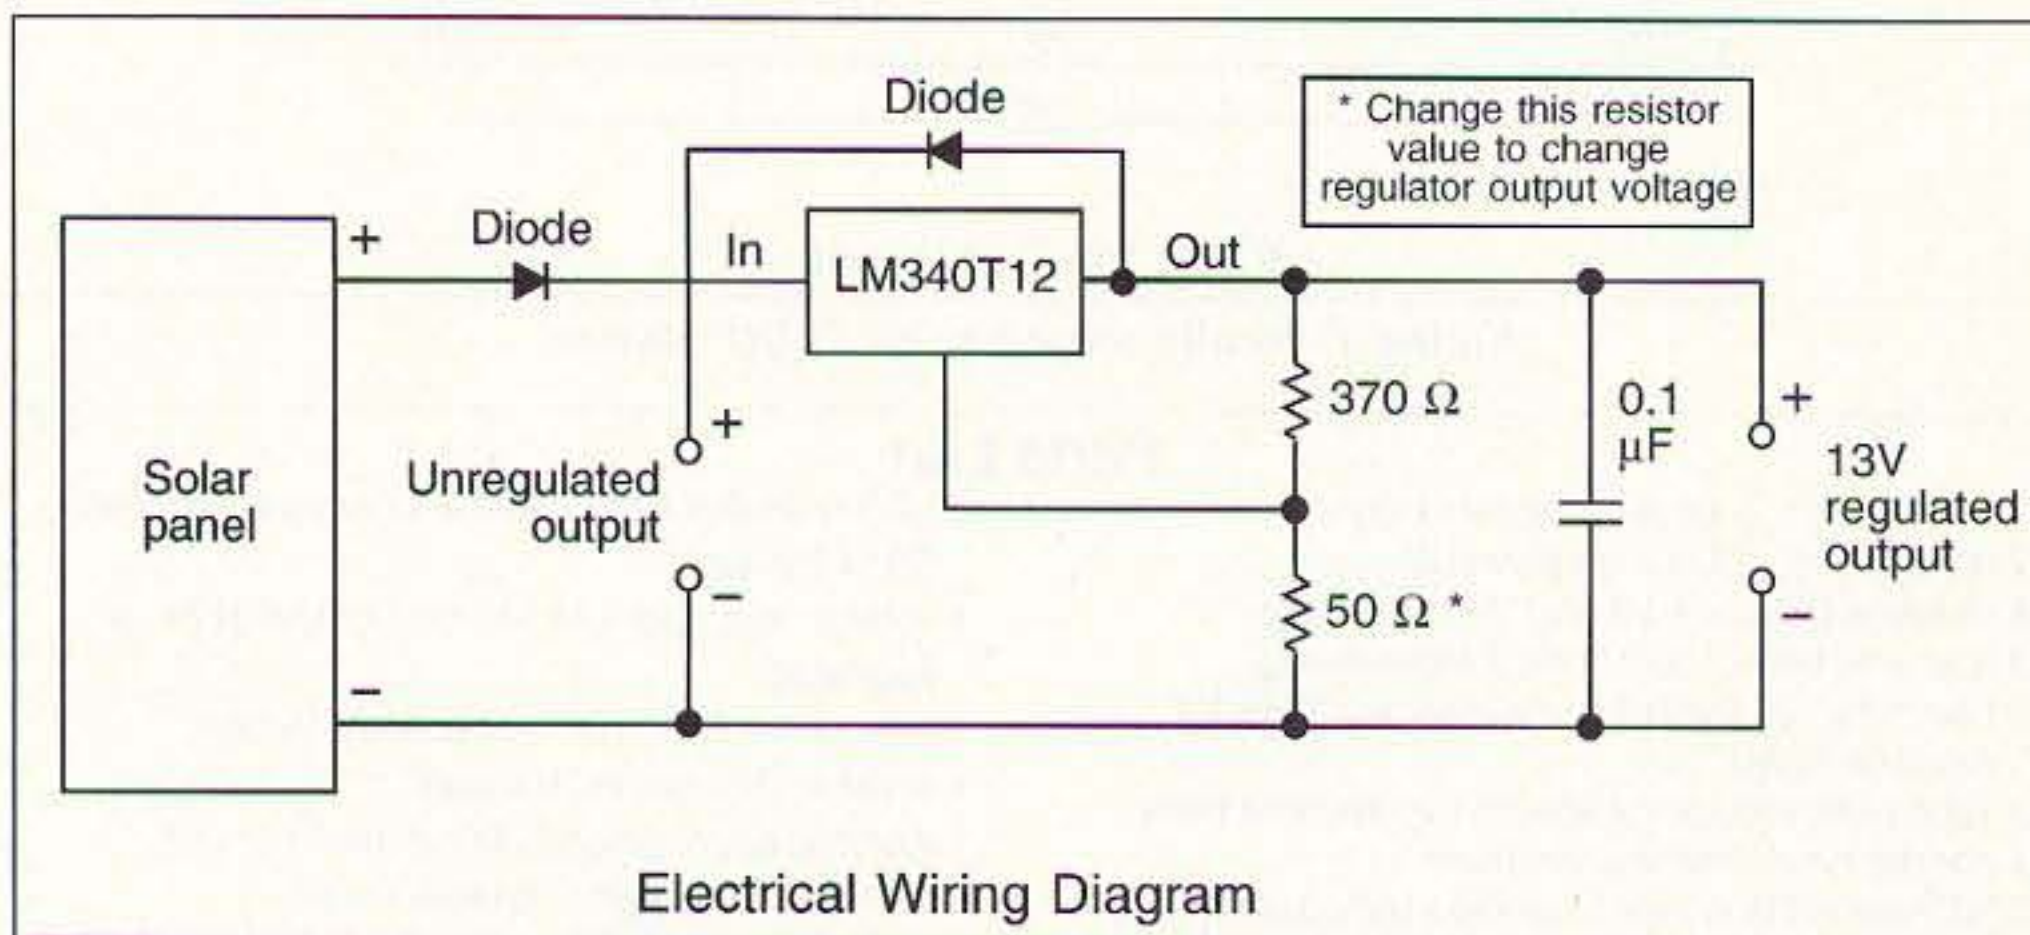 Diode
* Change this resistor
value to change
regulator output voltage
+
Diode
In
LM340T12
Out
370 Ω
0.1
µF
+
13V
regulated
output
−
Solar
panel
Unregulated
output
+
−
50 Ω *
−
Electrical Wiring Diagram